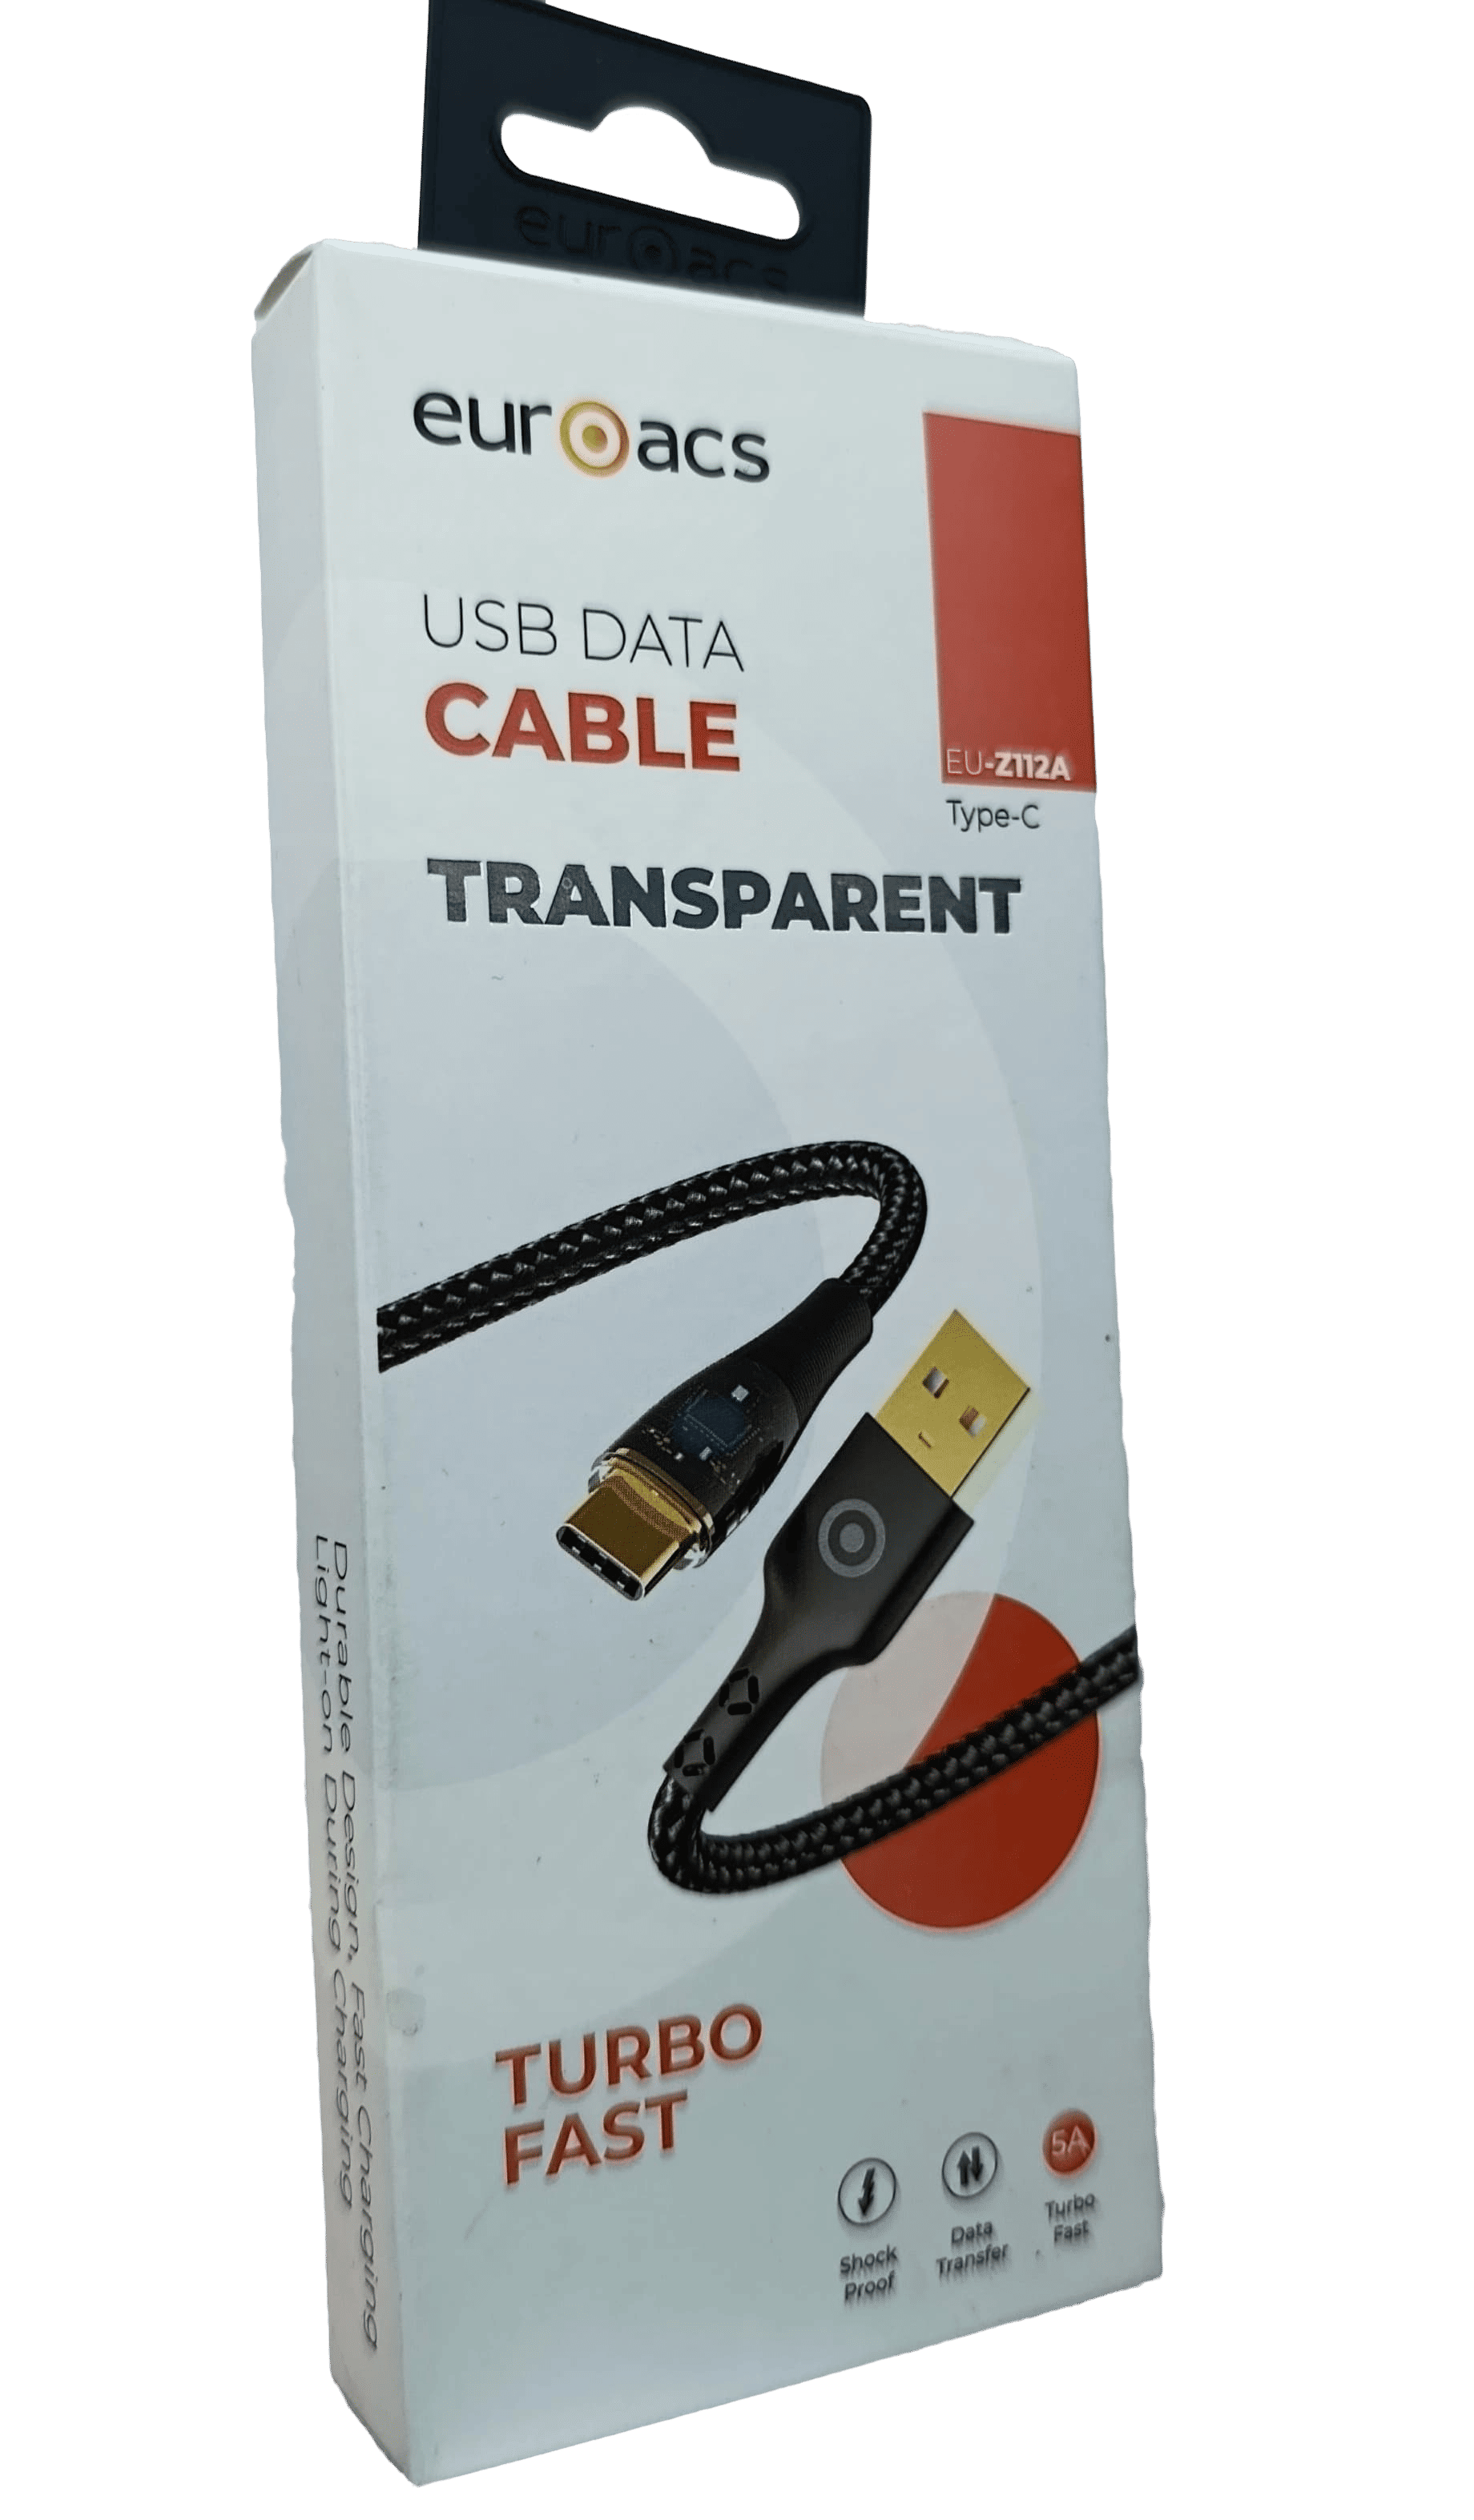 euroacs
euroacs
USB DATA
CABLE
EU-Z112A
Type-C
TRANSPARENT
TURBO
FAST
Shock
Proof
Data
Transfer
5A
Turbo
Fast
Durable Design, Fast Charging
Light-on During Charging